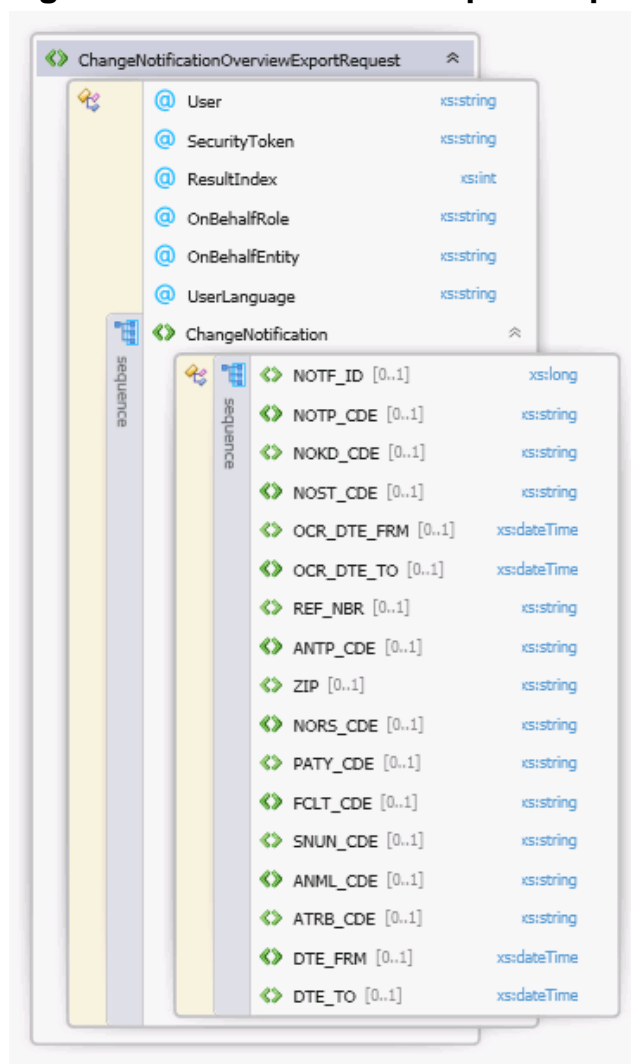 ChangeNotificationOverviewExportRequest
@ User xs:string
@ SecurityToken xs:string
@ ResultIndex xs:int
@ OnBehalfRole xs:string
@ OnBehalfEntity xs:string
@ UserLanguage xs:string
sequence
ChangeNotification
sequence
NOTF_ID [0..1] xs:long
NOTP_CDE [0..1] xs:string
NOKD_CDE [0..1] xs:string
NOST_CDE [0..1] xs:string
OCR_DTE_FRM [0..1] xs:dateTime
OCR_DTE_TO [0..1] xs:dateTime
REF_NBR [0..1] xs:string
ANTP_CDE [0..1] xs:string
ZIP [0..1] xs:string
NORS_CDE [0..1] xs:string
PATY_CDE [0..1] xs:string
FCLT_CDE [0..1] xs:string
SNUN_CDE [0..1] xs:string
ANML_CDE [0..1] xs:string
ATRB_CDE [0..1] xs:string
DTE_FRM [0..1] xs:dateTime
DTE_TO [0..1] xs:dateTime